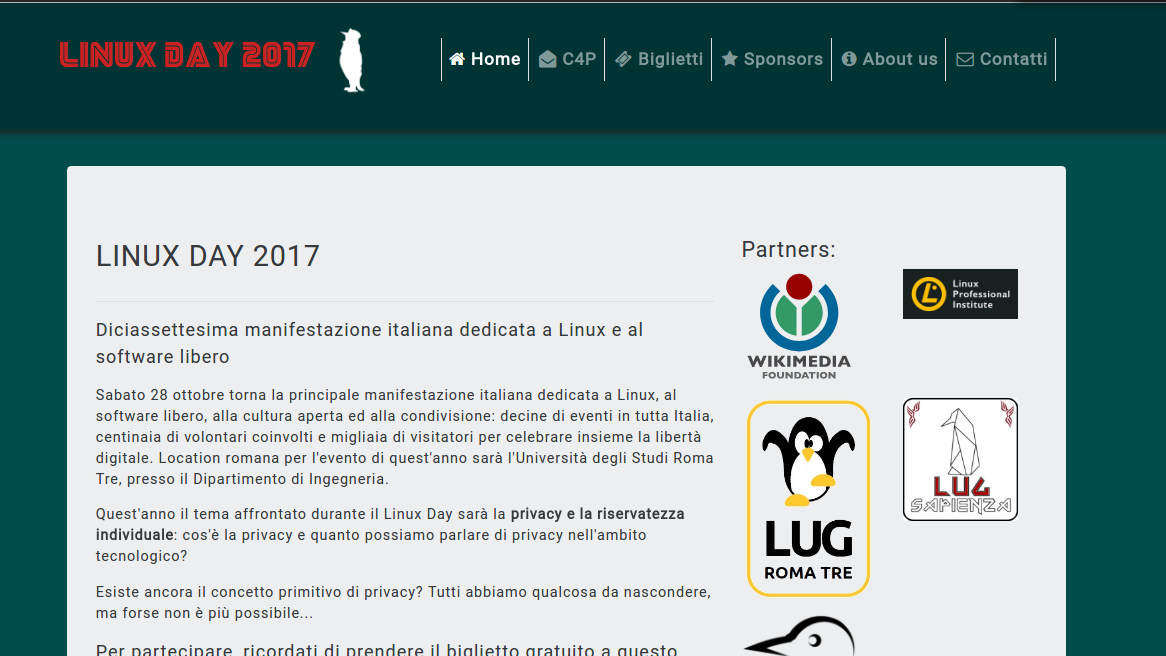 LINUX DAY 2017
Home
C4P
Biglietti
Sponsors
About us
Contatti
LINUX DAY 2017
Diciassettesima manifestazione italiana dedicata a Linux e al
software libero
Sabato 28 ottobre torna la principale manifestazione italiana dedicata a Linux, al
software libero, alla cultura aperta ed alla condivisione: decine di eventi in tutta Italia,
centinaia di volontari coinvolti e migliaia di visitatori per celebrare insieme la libertà
digitale. Location romana per l'evento di quest'anno sarà l'Università degli Studi Roma
Tre, presso il Dipartimento di Ingegneria.
Quest'anno il tema affrontato durante il Linux Day sarà la privacy e la riservatezza
individuale: cos'è la privacy e quanto possiamo parlare di privacy nell'ambito
tecnologico?
Esiste ancora il concetto primitivo di privacy? Tutti abbiamo qualcosa da nascondere,
ma forse non è più possibile...
Per partecipare, ricordati di prendere il biglietto gratuito a questo
Partners:
WIKIMEDIA
FOUNDATION
Linux
Professional
Institute
LUG
ROMA TRE
LUG
SAPIENZA